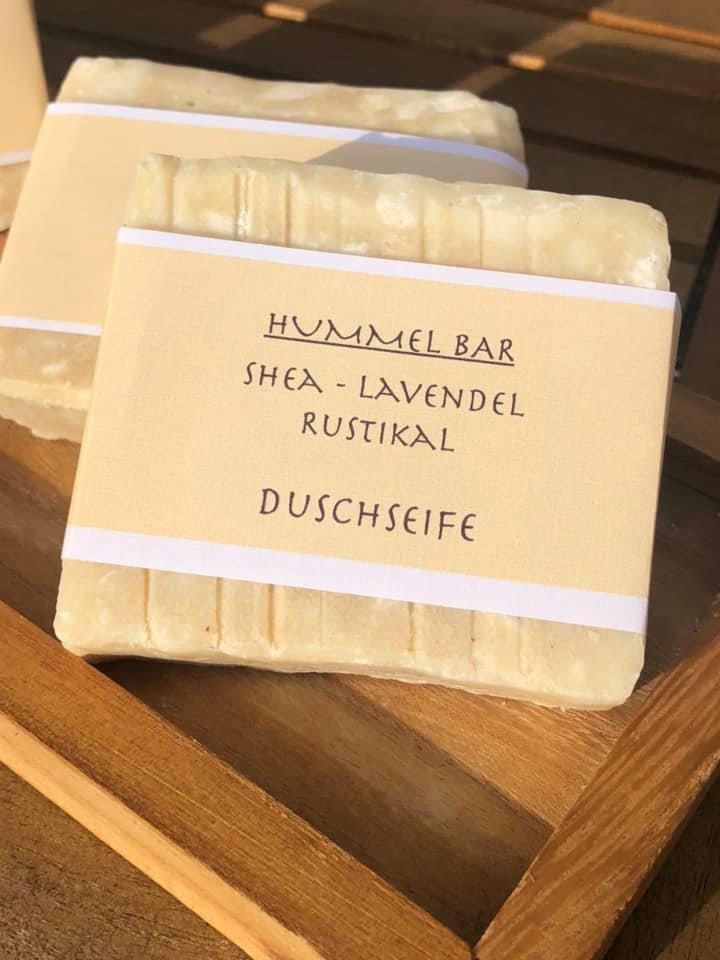 HUMMEL BAR
SHEA - LAVENDEL
RUSTIKAL
DUSCHSEIFE